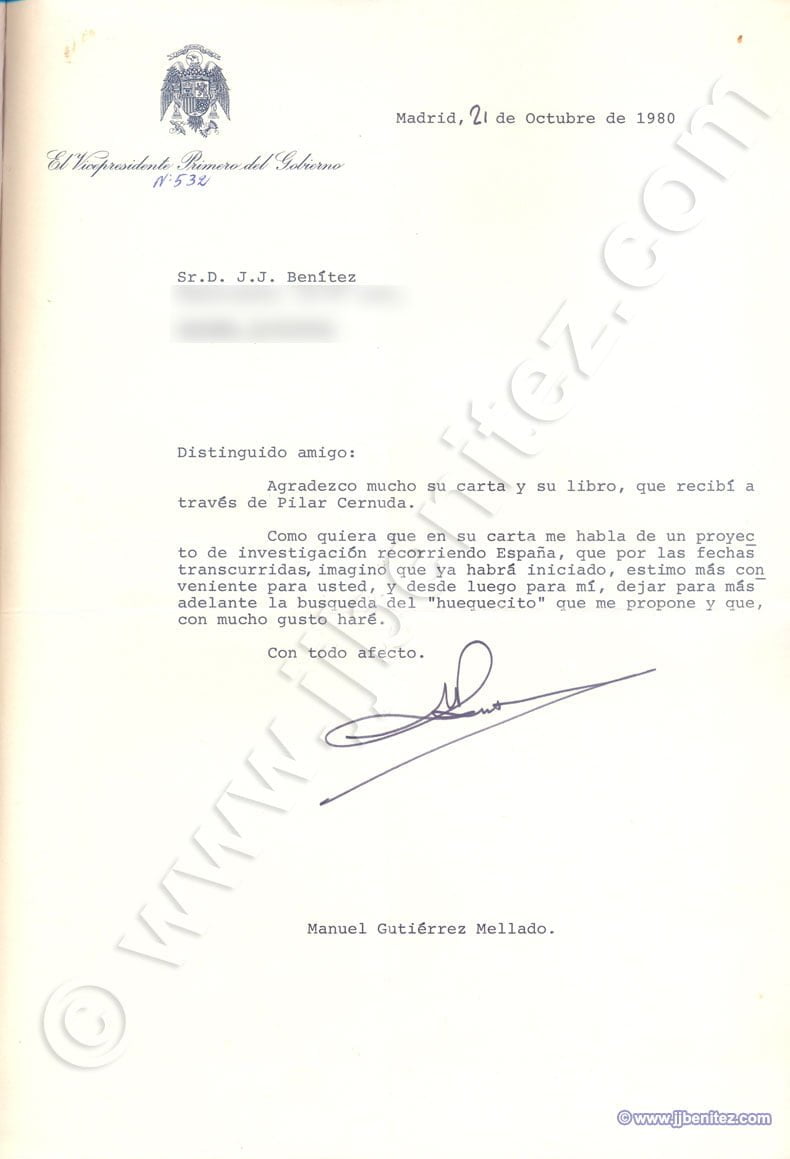 Madrid, 21 de Octubre de 1980
El Vicepresidente Primero del Gobierno
Nº 532
Sr.D. J.J. Benítez
Distinguido amigo:
Agradezco mucho su carta y su libro, que recibí a
través de Pilar Cernuda.
Como quiera que en su carta me habla de un proyec
to de investigación recorriendo España, que por las fechas
transcurridas, imagino que ya habrá iniciado, estimo más con
veniente para usted, y desde luego para mí, dejar para más
adelante la busqueda del "huequecito" que me propone y que,
con mucho gusto haré.
Con todo afecto.
Manuel Gutiérrez Mellado.
© www.jjbenitez.com
© www.jjbenitez.com